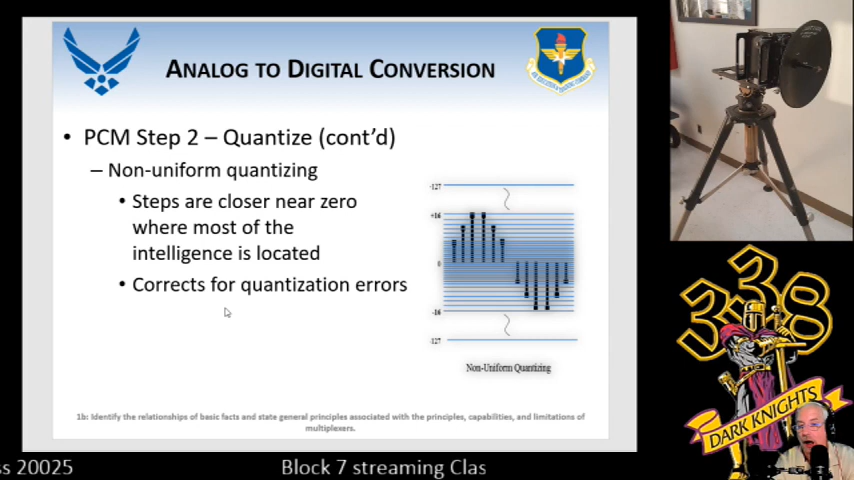 ANALOG TO DIGITAL CONVERSION
• PCM Step 2 – Quantize (cont'd)
– Non-uniform quantizing
• Steps are closer near zero
where most of the
intelligence is located
• Corrects for quantization errors
-127
+16
0
-16
-127
Non-Uniform Quantizing
1b: Identify the relationships of basic facts and state general principles associated with the principles, capabilities, and limitations of
multiplexers.
338
DARK KNIGHTS
ss 20025
Block 7 streaming Clas